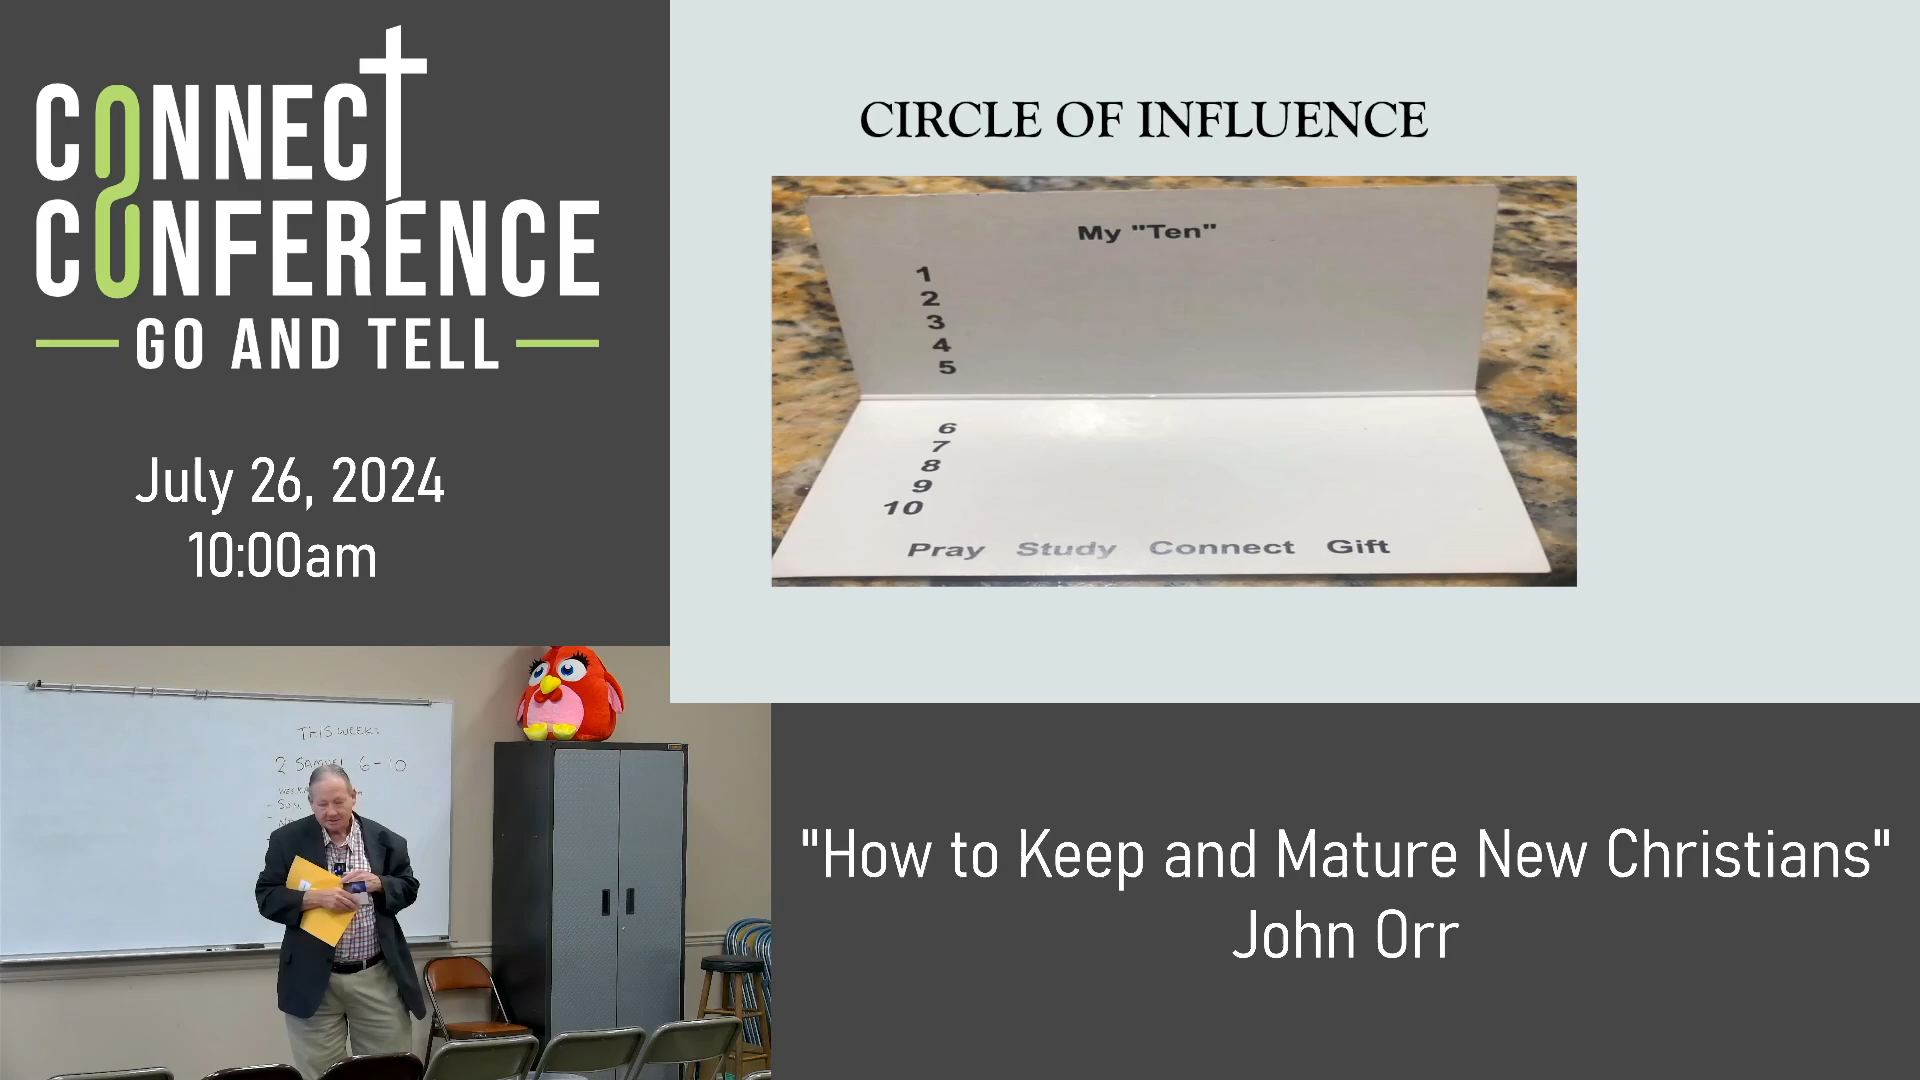 CONNECT
CONFERENCE
GO AND TELL
July 26, 2024
10:00am
CIRCLE OF INFLUENCE
My "Ten"
1
2
3
4
5
6
7
8
9
10
Pray Study Connect Gift
THIS WEEK:
2 SAMUEL 6-10
"How to Keep and Mature New Christians"
John Orr